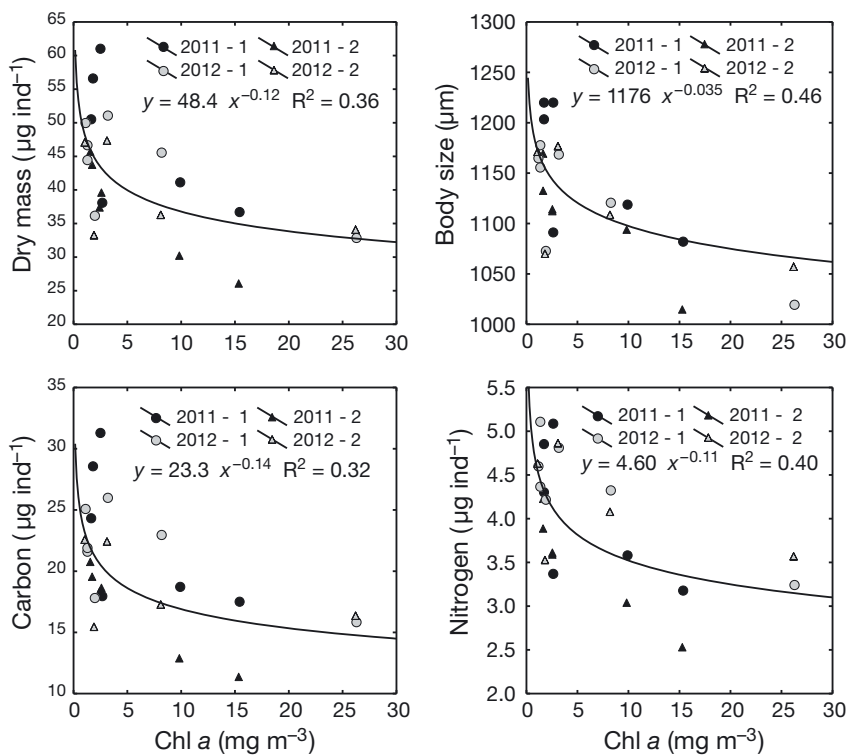 65
60
55
50
45
40
35
30
25
20
Dry mass (µg ind⁻¹)
2011 - 1 2011 - 2
2012 - 1 2012 - 2
y = 48.4 x⁻⁰·¹² R² = 0.36
0 5 10 15 20 25 30
1300
1250
1200
1150
1100
1050
1000
Body size (µm)
2011 - 1 2011 - 2
2012 - 1 2012 - 2
y = 1176 x⁻⁰·⁰³⁵ R² = 0.46
0 5 10 15 20 25 30
35
30
25
20
15
10
Carbon (µg ind⁻¹)
2011 - 1 2011 - 2
2012 - 1 2012 - 2
y = 23.3 x⁻⁰·¹⁴ R² = 0.32
0 5 10 15 20 25 30
Chl a (mg m⁻³)
5.5
5.0
4.5
4.0
3.5
3.0
2.5
2.0
Nitrogen (µg ind⁻¹)
2011 - 1 2011 - 2
2012 - 1 2012 - 2
y = 4.60 x⁻⁰·¹¹ R² = 0.40
0 5 10 15 20 25 30
Chl a (mg m⁻³)